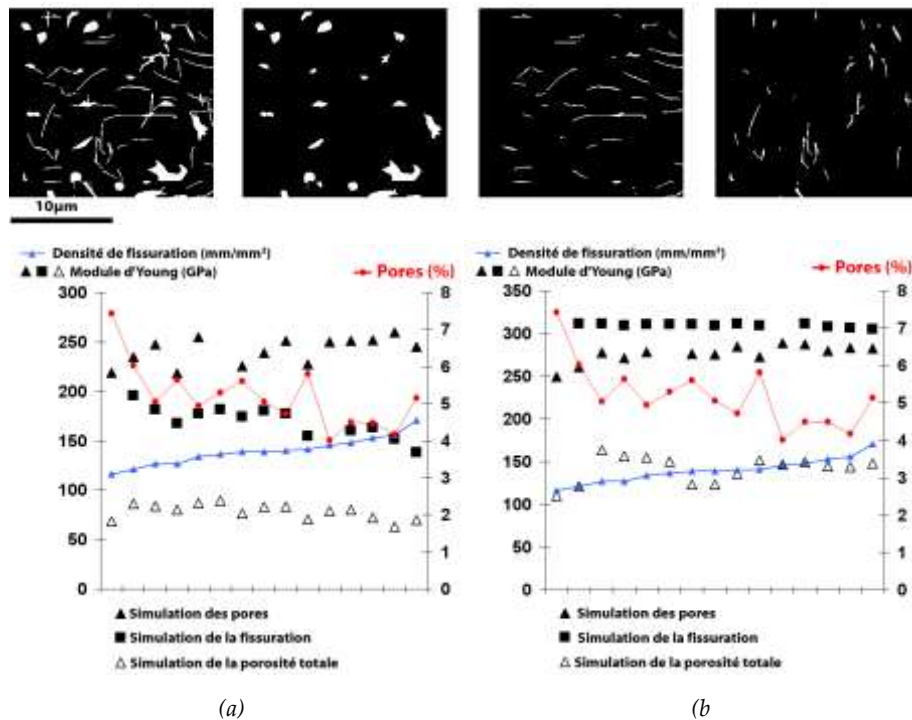 10µm
Densité de fissuration (mm/mm²)
▲ ■ △ Module d'Young (GPa)
Pores (%)
300
250
200
150
100
50
0
8
7
6
5
4
3
2
1
0
▲ Simulation des pores
■ Simulation de la fissuration
△ Simulation de la porosité totale
(a)
Densité de fissuration (mm/mm²)
▲ ■ △ Module d'Young (GPa)
Pores (%)
350
300
250
200
150
100
50
0
8
7
6
5
4
3
2
1
0
▲ Simulation des pores
■ Simulation de la fissuration
△ Simulation de la porosité totale
(b